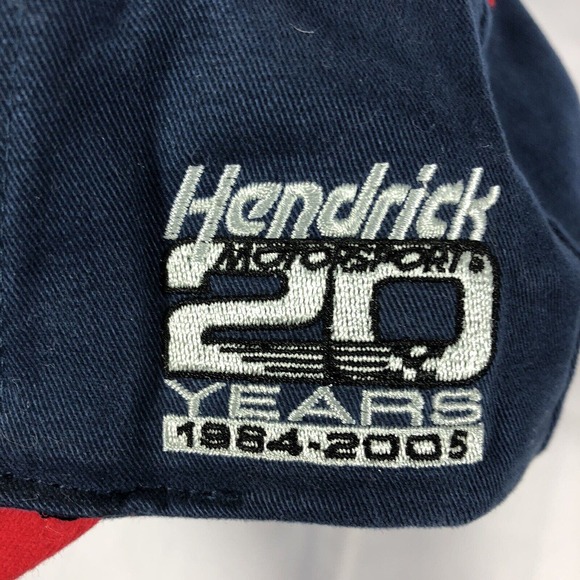 Hendrick
MOTORSPORTS
20
YEARS
1984-2005